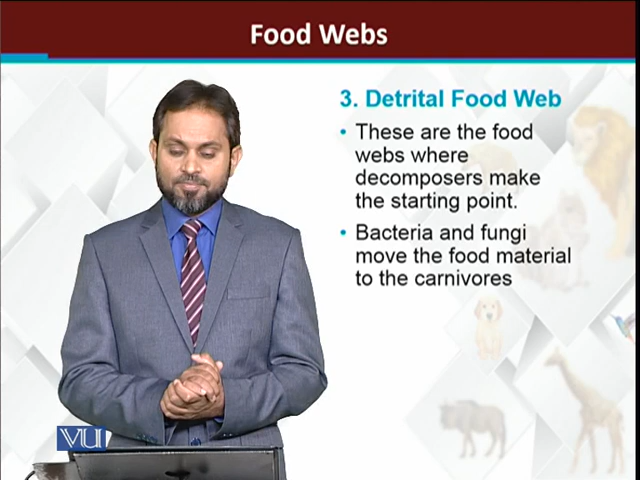 Food Webs
3. Detrital Food Web
• These are the food
webs where
decomposers make
the starting point.
• Bacteria and fungi
move the food material
to the carnivores
VU